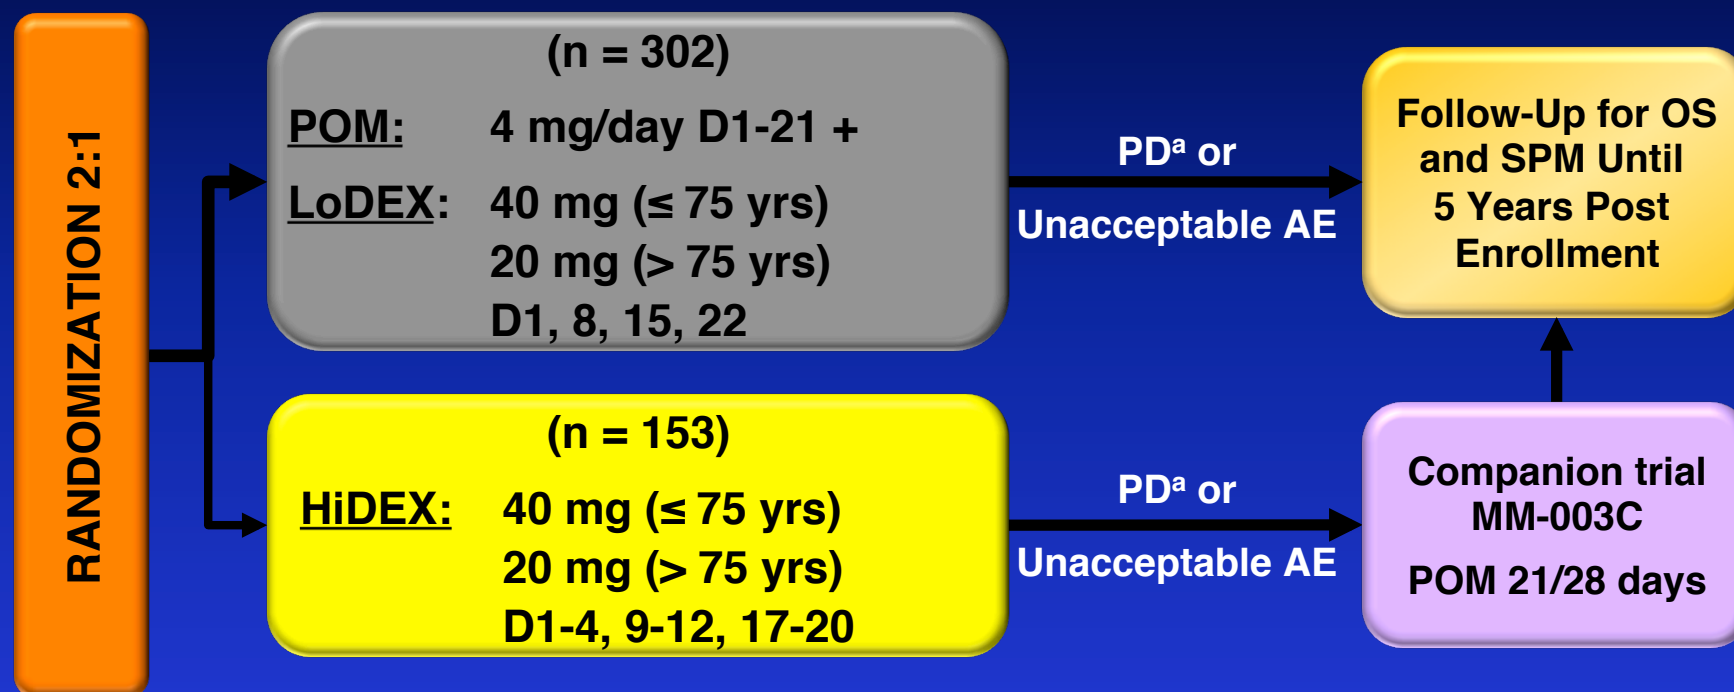 RANDOMIZATION 2:1
(n = 302)
POM: 4 mg/day D1-21 +
LoDEX: 40 mg (≤ 75 yrs)
20 mg (> 75 yrs)
D1, 8, 15, 22
PDᵃ or
Unacceptable AE
Follow-Up for OS
and SPM Until
5 Years Post
Enrollment
(n = 153)
HiDEX: 40 mg (≤ 75 yrs)
20 mg (> 75 yrs)
D1-4, 9-12, 17-20
PDᵃ or
Unacceptable AE
Companion trial
MM-003C
POM 21/28 days